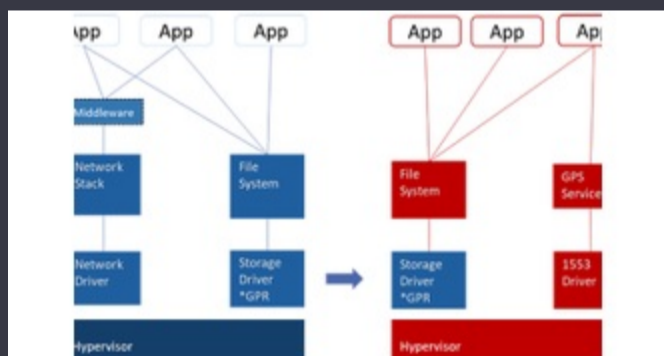 App App App App App Ap
Middleware
Network
Stack
File
System
File
System
GPS
Service
Network
Driver
Storage
Driver
*GPR
Storage
Driver
*GPR
1553
Driver
Hypervisor
Hypervisor